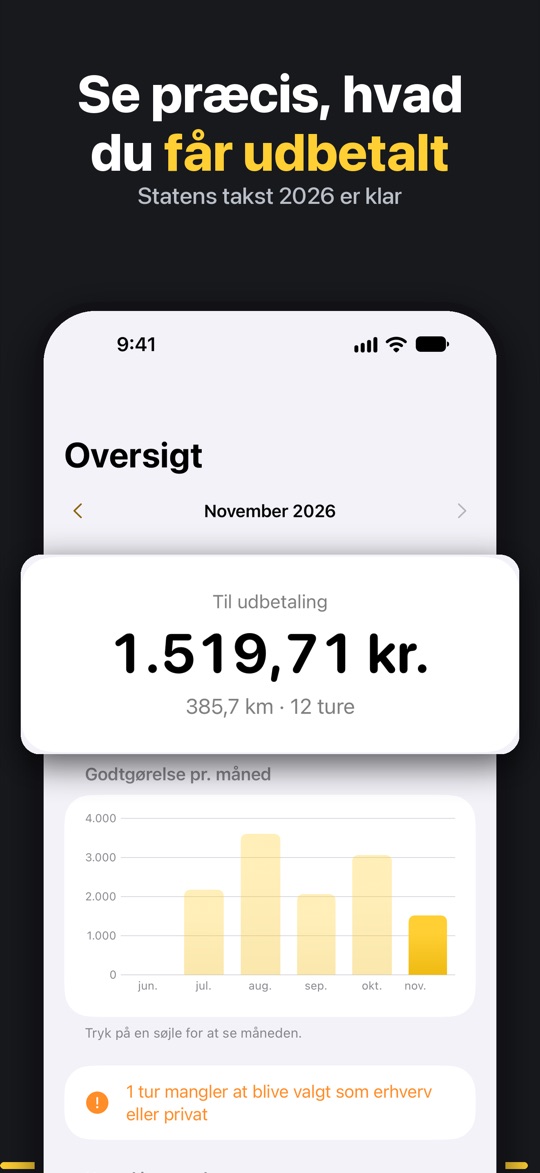 Se præcis, hvad
du får udbetalt
Statens takst 2026 er klar
9:41
Oversigt
November 2026
Til udbetaling
1.519,71 kr.
385,7 km · 12 ture
Godtgørelse pr. måned
4.000
3.000
2.000
1.000
0
jun. jul. aug. sep. okt. nov.
Tryk på en søjle for at se måneden.
1 tur mangler at blive valgt som erhverv
eller privat